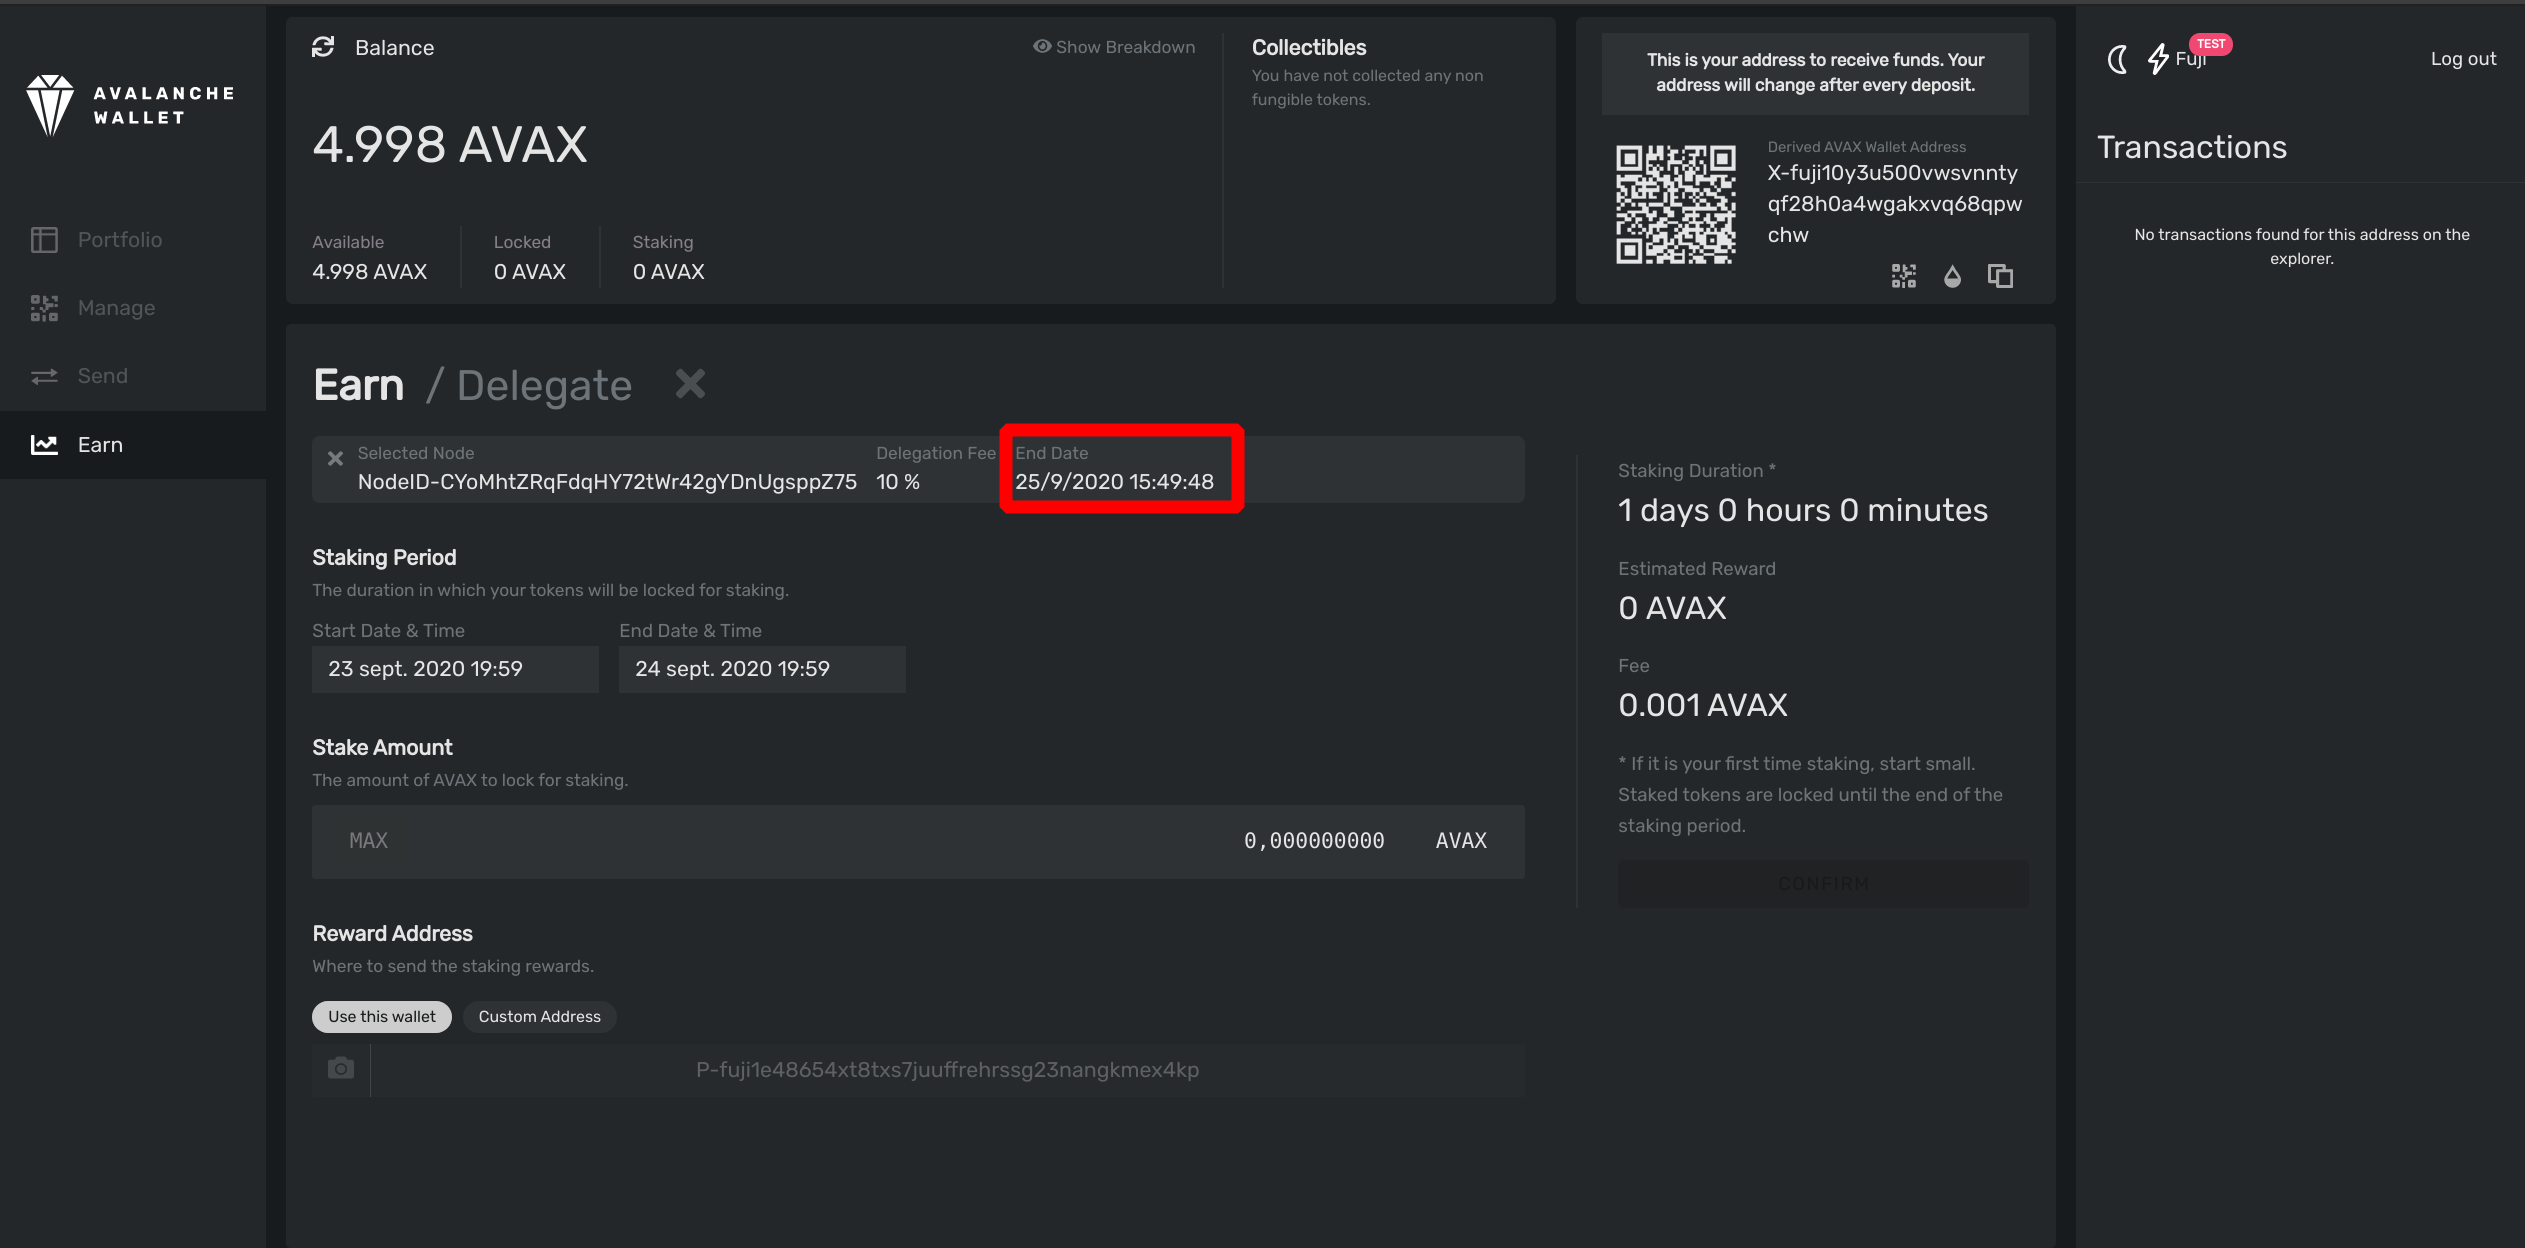 AVALANCHE
WALLET
Portfolio
Manage
Send
Earn
Balance
Show Breakdown
4.998 AVAX
Available
4.998 AVAX
Locked
0 AVAX
Staking
0 AVAX
Collectibles
You have not collected any non
fungible tokens.
This is your address to receive funds. Your
address will change after every deposit.
Derived AVAX Wallet Address
X-fuji10y3u500vwsvnnty
qf28h0a4wgakxvq68qpw
chw
Earn / Delegate
Selected Node
NodeID-CYoMhtZRqFdqHY72tWr42gYDnUgsppZ75
Delegation Fee
10 %
End Date
25/9/2020 15:49:48
Staking Period
The duration in which your tokens will be locked for staking.
Start Date & Time
23 sept. 2020 19:59
End Date & Time
24 sept. 2020 19:59
Stake Amount
The amount of AVAX to lock for staking.
MAX
0,000000000
AVAX
Reward Address
Where to send the staking rewards.
Use this wallet
Custom Address
P-fuji1e48654xt8txs7juuffrehrssg23nangkmex4kp
Staking Duration *
1 days 0 hours 0 minutes
Estimated Reward
0 AVAX
Fee
0.001 AVAX
* If it is your first time staking, start small.
Staked tokens are locked until the end of the
staking period.
CONFIRM
TEST
Fuji
Log out
Transactions
No transactions found for this address on the
explorer.